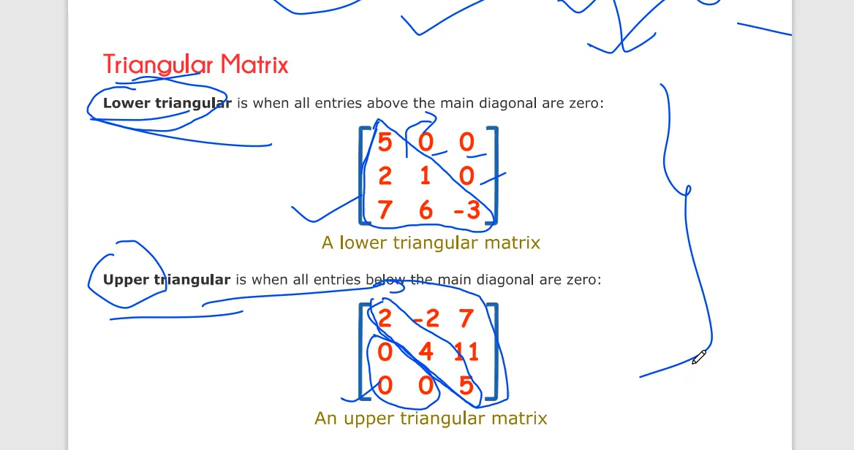 Triangular Matrix
Lower triangular is when all entries above the main diagonal are zero:
5 0 0
2 1 0
7 6 -3
A lower triangular matrix
Upper triangular is when all entries below the main diagonal are zero:
2 -2 7
0 4 11
0 0 5
An upper triangular matrix